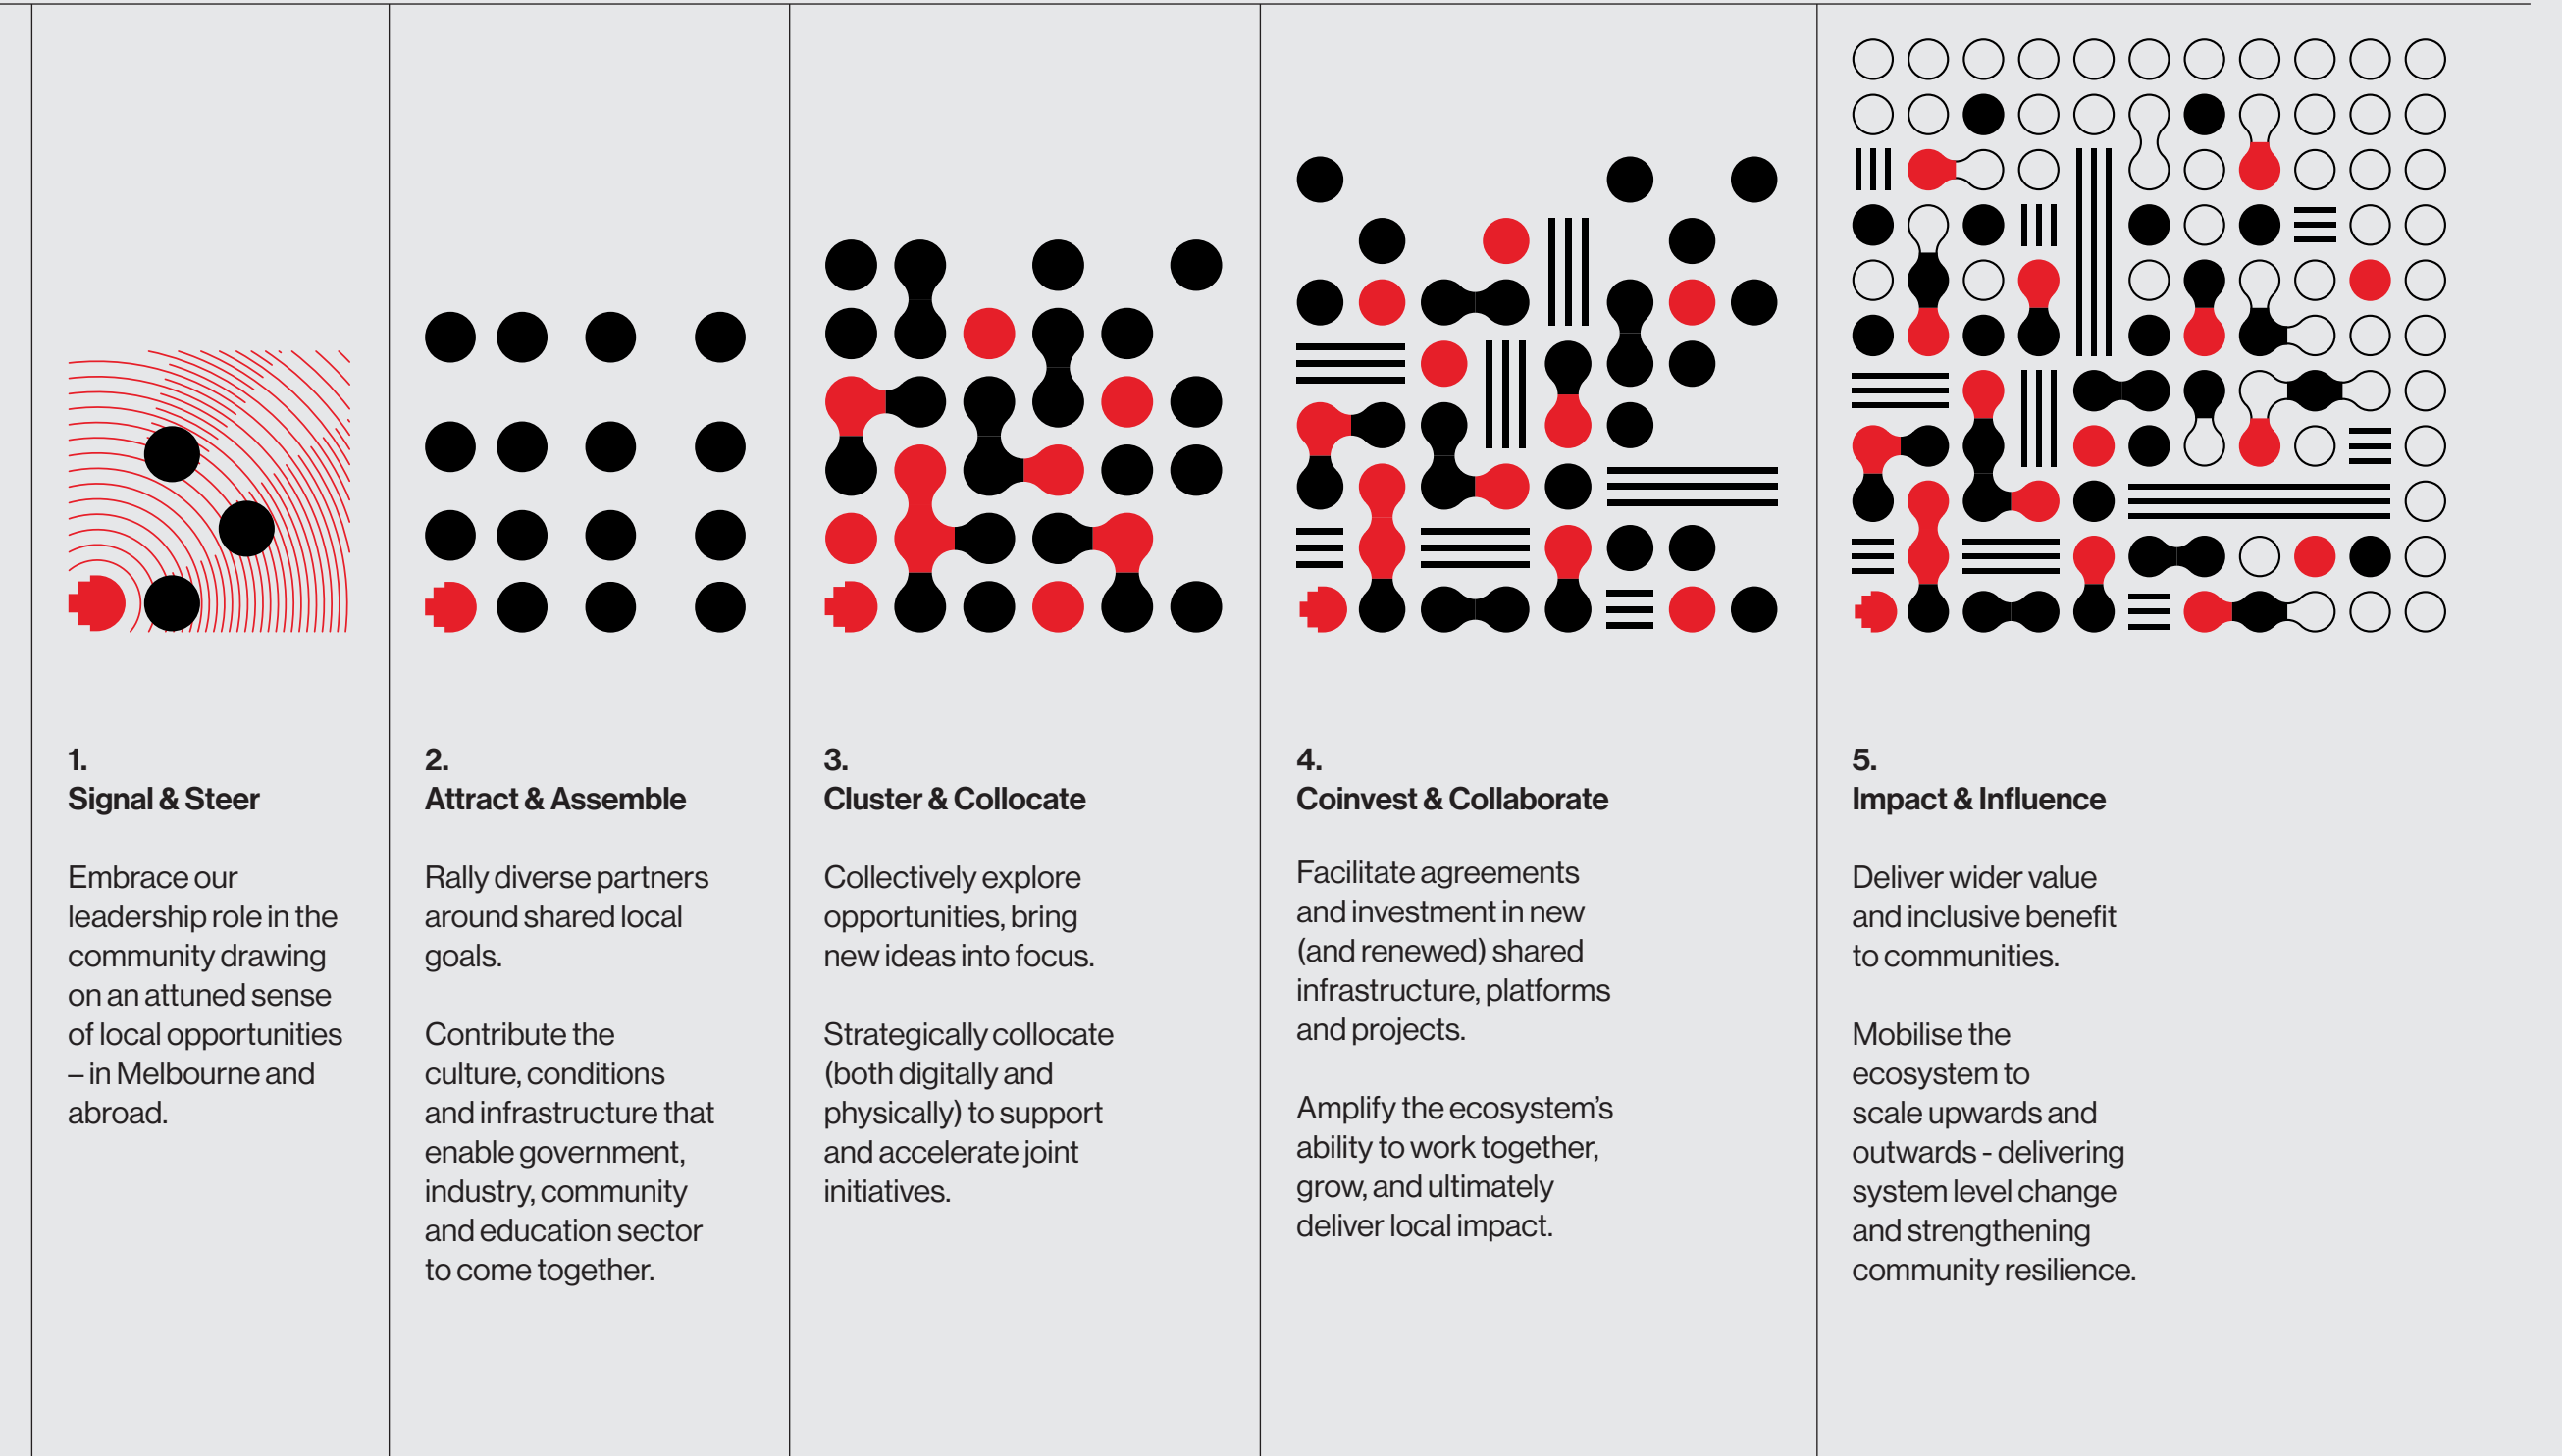 1.
Signal & Steer
Embrace our
leadership role in the
community drawing
on an attuned sense
of local opportunities
– in Melbourne and
abroad.
2.
Attract & Assemble
Rally diverse partners
around shared local
goals.
Contribute the
culture, conditions
and infrastructure that
enable government,
industry, community
and education sector
to come together.
3.
Cluster & Collocate
Collectively explore
opportunities, bring
new ideas into focus.
Strategically collocate
(both digitally and
physically) to support
and accelerate joint
initiatives.
4.
Coinvest & Collaborate
Facilitate agreements
and investment in new
(and renewed) shared
infrastructure, platforms
and projects.
Amplify the ecosystem’s
ability to work together,
grow, and ultimately
deliver local impact.
5.
Impact & Influence
Deliver wider value
and inclusive benefit
to communities.
Mobilise the
ecosystem to
scale upwards and
outwards - delivering
system level change
and strengthening
community resilience.